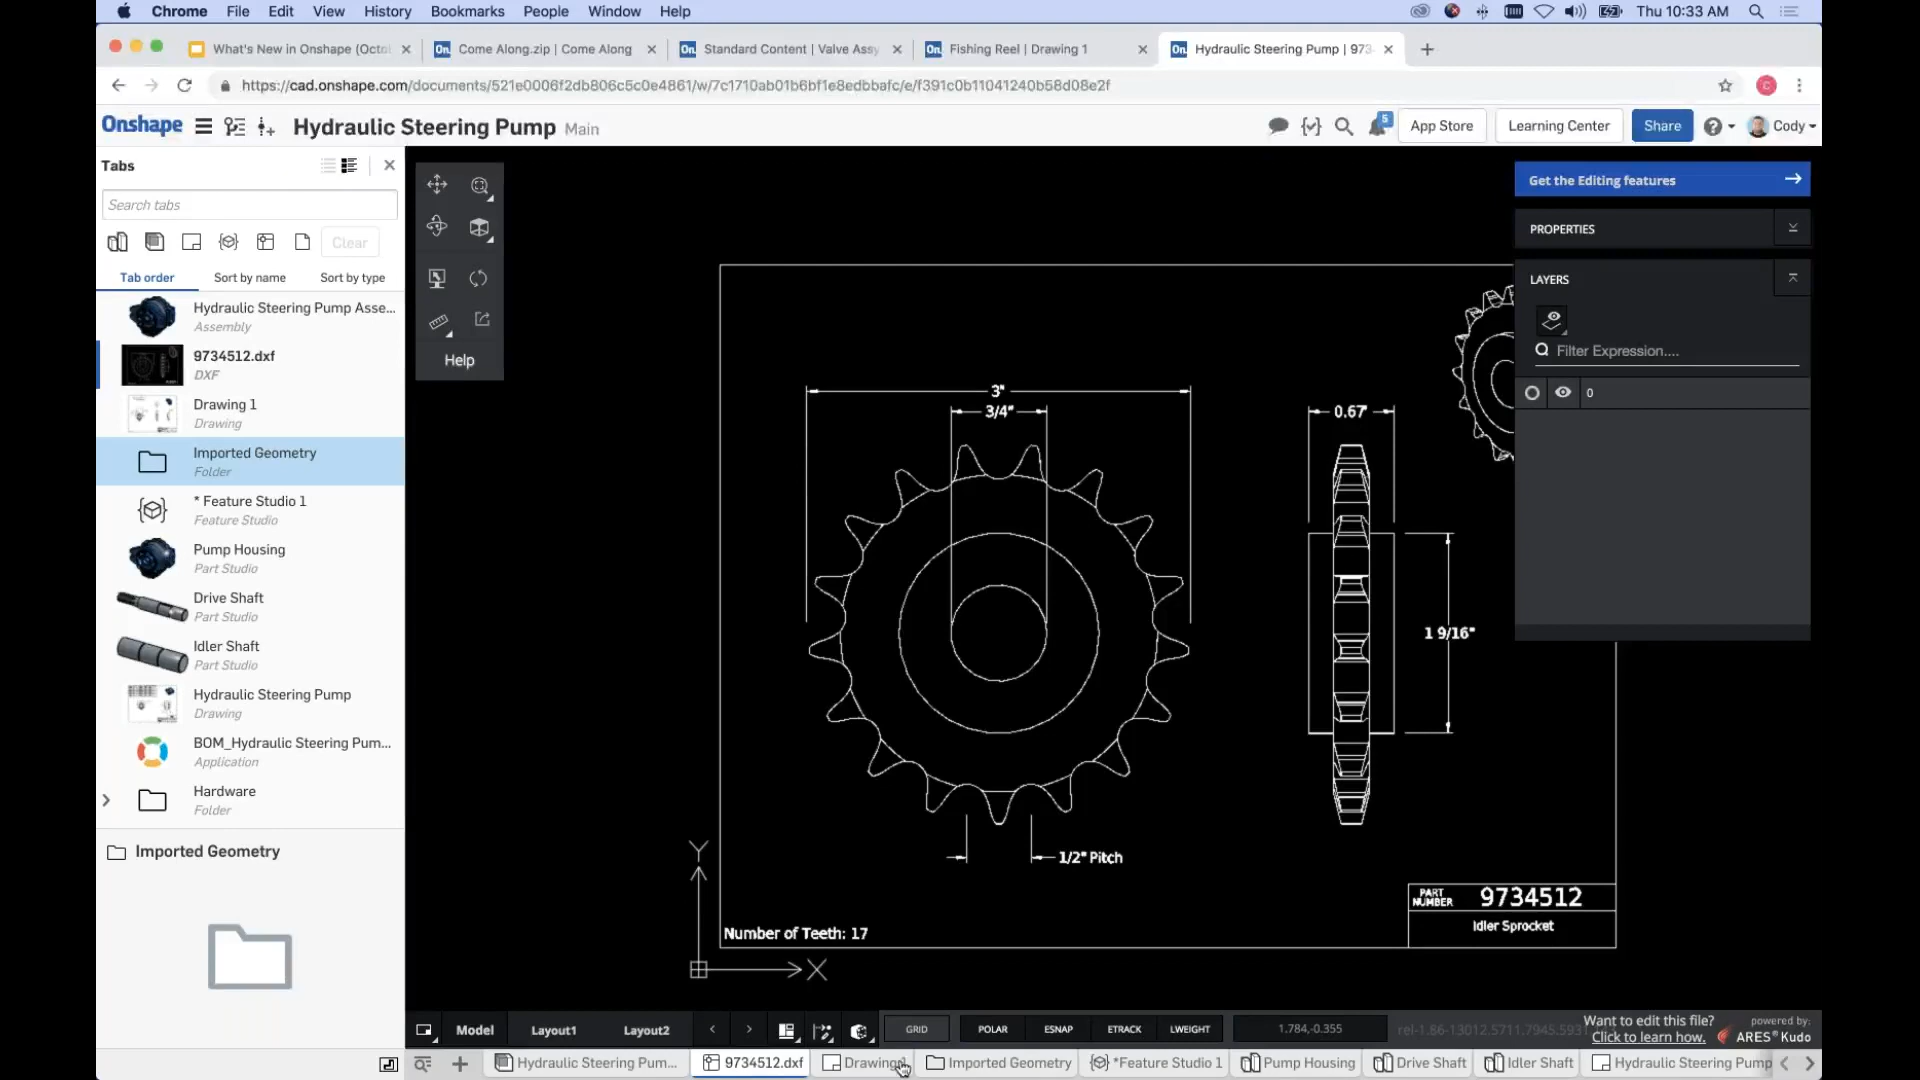 Chrome File Edit View History Bookmarks People Window Help Thu 10:33 AM
What's New in Onshape (Octo
On. Come Along.zip | Come Along
On. Standard Content | Valve Assy
On. Fishing Reel | Drawing 1
On. Hydraulic Steering Pump | 973
https://cad.onshape.com/documents/521e0006f2db806c5c0e4861/w/7c1710ab01b6bf1e8edbbafc/e/f391c0b11041240b58d08e2f
C
Onshape Hydraulic Steering Pump Main 5 App Store Learning Center Share Cody
Tabs
Search tabs
Clear
Tab order Sort by name Sort by type
Hydraulic Steering Pump Asse...
Assembly
9734512.dxf
DXF
Drawing 1
Drawing
Imported Geometry
Folder
* Feature Studio 1
Feature Studio
Pump Housing
Part Studio
Drive Shaft
Part Studio
Idler Shaft
Part Studio
Hydraulic Steering Pump
Drawing
BOM_Hydraulic Steering Pum...
Application
Hardware
Folder
Imported Geometry
Help
Get the Editing features
PROPERTIES
LAYERS
Filter Expression....
0
3"
3/4"
0.67"
1 9/16"
1/2" Pitch
Y
X
Number of Teeth: 17
PART NUMBER 9734512
Idler Sprocket
Model Layout1 Layout2 GRID POLAR ESNAP ETRACK LWEIGHT 1.784,-0.355
Want to edit this file?
Click to learn how.
powered by:
ARES® Kudo
Hydraulic Steering Pum... 9734512.dxf Drawing Imported Geometry *Feature Studio 1 Pump Housing Drive Shaft Idler Shaft Hydraulic Steering Pump